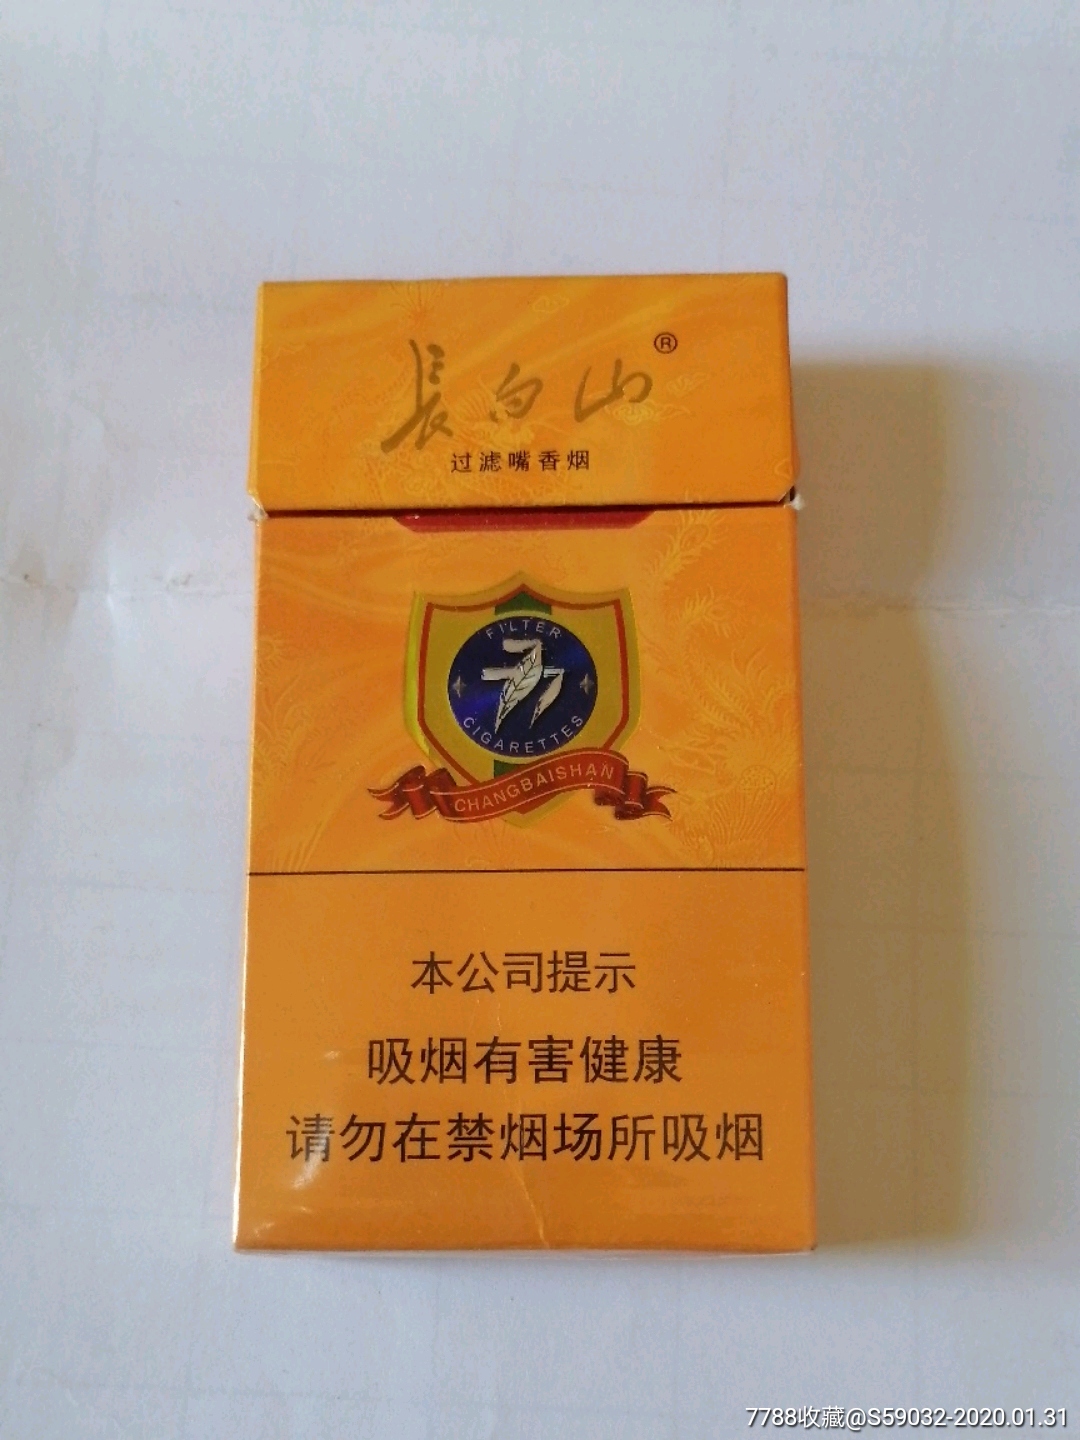 長白山®
过滤嘴香烟
FILTER
77
CIGARETTES
CHANGBAISHAN
本公司提示
吸烟有害健康
请勿在禁烟场所吸烟
7788收藏@S59032-2020.01.31